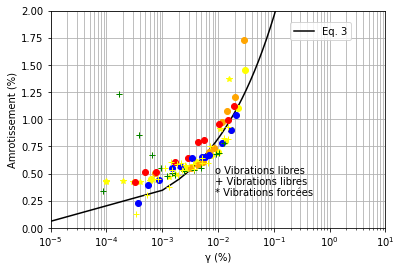 2.00
1.75
1.50
1.25
1.00
0.75
0.50
0.25
0.00
Amrotissement (%)
Eq. 3
o Vibrations libres
+ Vibrations libres
* Vibrations forcées
10⁻⁵ 10⁻⁴ 10⁻³ 10⁻² 10⁻¹ 10⁰ 10¹
γ (%)